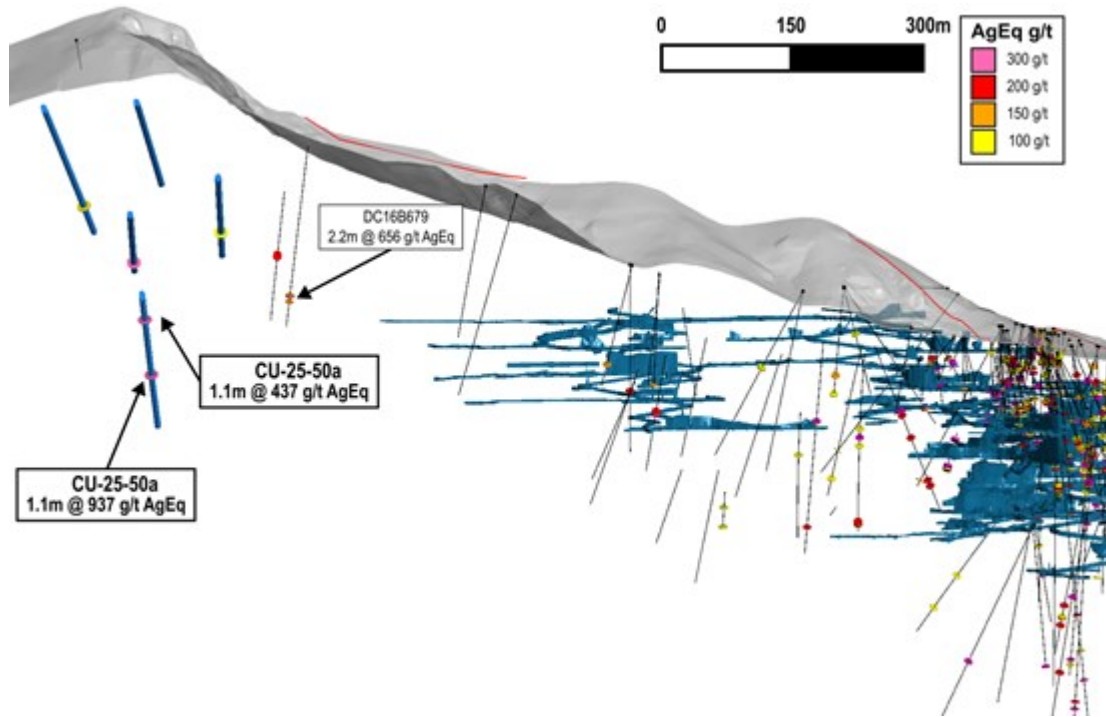 0 150 300m
AgEq g/t
300 g/t
200 g/t
150 g/t
100 g/t
DC16B679
2.2m @ 656 g/t AgEq
CU-25-50a
1.1m @ 437 g/t AgEq
CU-25-50a
1.1m @ 937 g/t AgEq